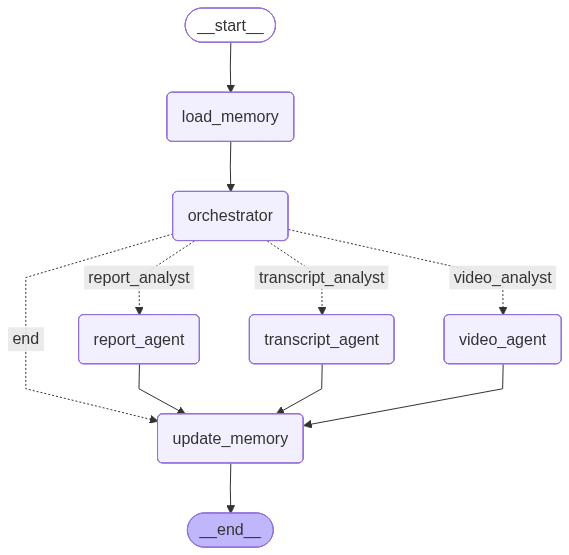 __start__
load_memory
orchestrator
report_analyst
transcript_analyst
video_analyst
end
report_agent
transcript_agent
video_agent
update_memory
__end__